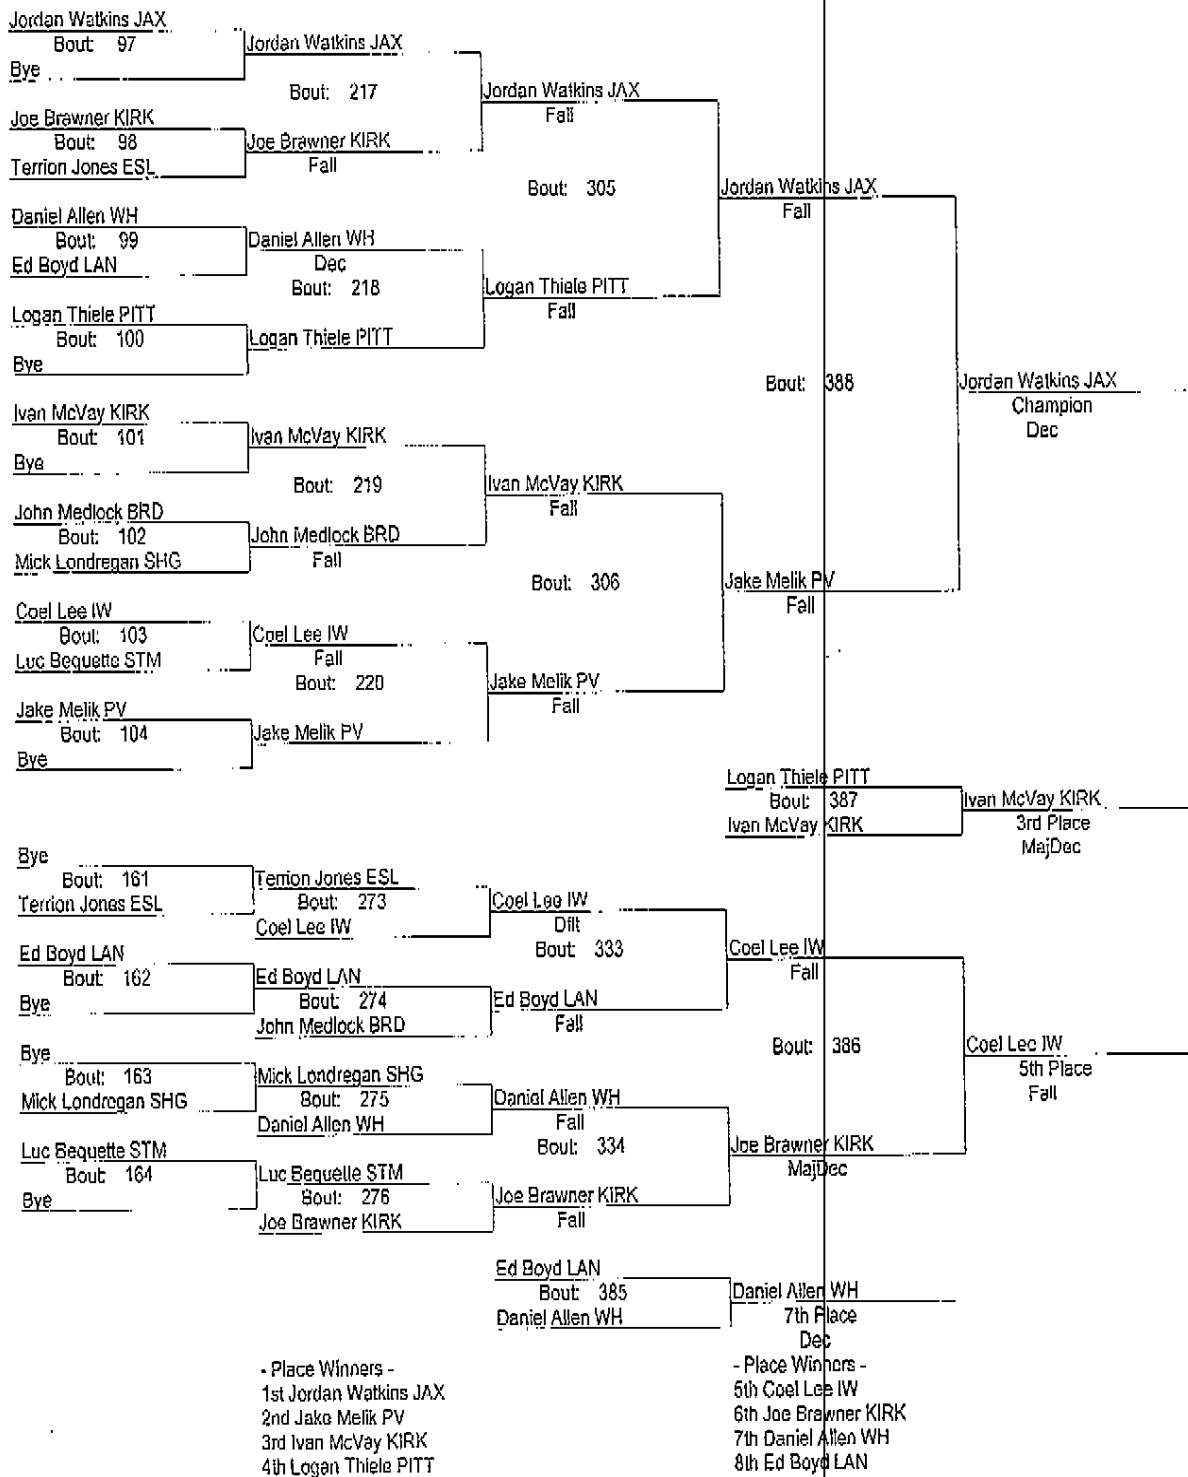 Jordan Watkins JAX
Bout: 97
Bye
Jordan Watkins JAX
Bout: 217
Jordan Watkins JAX
Fall
Joe Brawner KIRK
Bout: 98
Terrion Jones ESL
Joe Brawner KIRK
Fall
Bout: 305
Jordan Watkins JAX
Fall
Daniel Allen WH
Bout: 99
Ed Boyd LAN
Daniel Allen WH
Dec
Bout: 218
Logan Thiele PITT
Fall
Logan Thiele PITT
Bout: 100
Bye
Logan Thiele PITT
Bout: 388
Jordan Watkins JAX
Champion
Dec
Ivan McVay KIRK
Bout: 101
Bye
Ivan McVay KIRK
Bout: 219
Ivan McVay KIRK
Fall
John Medlock BRD
Bout: 102
Mick Londregan SHG
John Medlock BRD
Fall
Bout: 306
Jake Melik PV
Fall
Coel Lee IW
Bout: 103
Luc Bequette STM
Coel Lee IW
Fall
Bout: 220
Jake Melik PV
Fall
Jake Melik PV
Bout: 104
Bye
Jake Melik PV
Logan Thiele PITT
Bout: 387
Ivan McVay KIRK
Ivan McVay KIRK
3rd Place
MajDec
Bye
Bout: 161
Terrion Jones ESL
Terrion Jones ESL
Bout: 273
Coel Lee IW
Coel Lee IW
Dflt
Bout: 333
Coel Lee IW
Fall
Ed Boyd LAN
Bout: 162
Bye
Ed Boyd LAN
Bout: 274
John Medlock BRD
Ed Boyd LAN
Fall
Bout: 386
Coel Lee IW
5th Place
Fall
Bye
Bout: 163
Mick Londregan SHG
Mick Londregan SHG
Bout: 275
Daniel Allen WH
Daniel Allen WH
Fall
Bout: 334
Joe Brawner KIRK
MajDec
Luc Bequette STM
Bout: 164
Bye
Luc Bequette STM
Bout: 276
Joe Brawner KIRK
Joe Brawner KIRK
Fall
Ed Boyd LAN
Bout: 385
Daniel Allen WH
Daniel Allen WH
7th Place
Dec
- Place Winners -
1st Jordan Watkins JAX
2nd Jake Melik PV
3rd Ivan McVay KIRK
4th Logan Thiele PITT
- Place Winners -
5th Coel Lee IW
6th Joe Brawner KIRK
7th Daniel Allen WH
8th Ed Boyd LAN